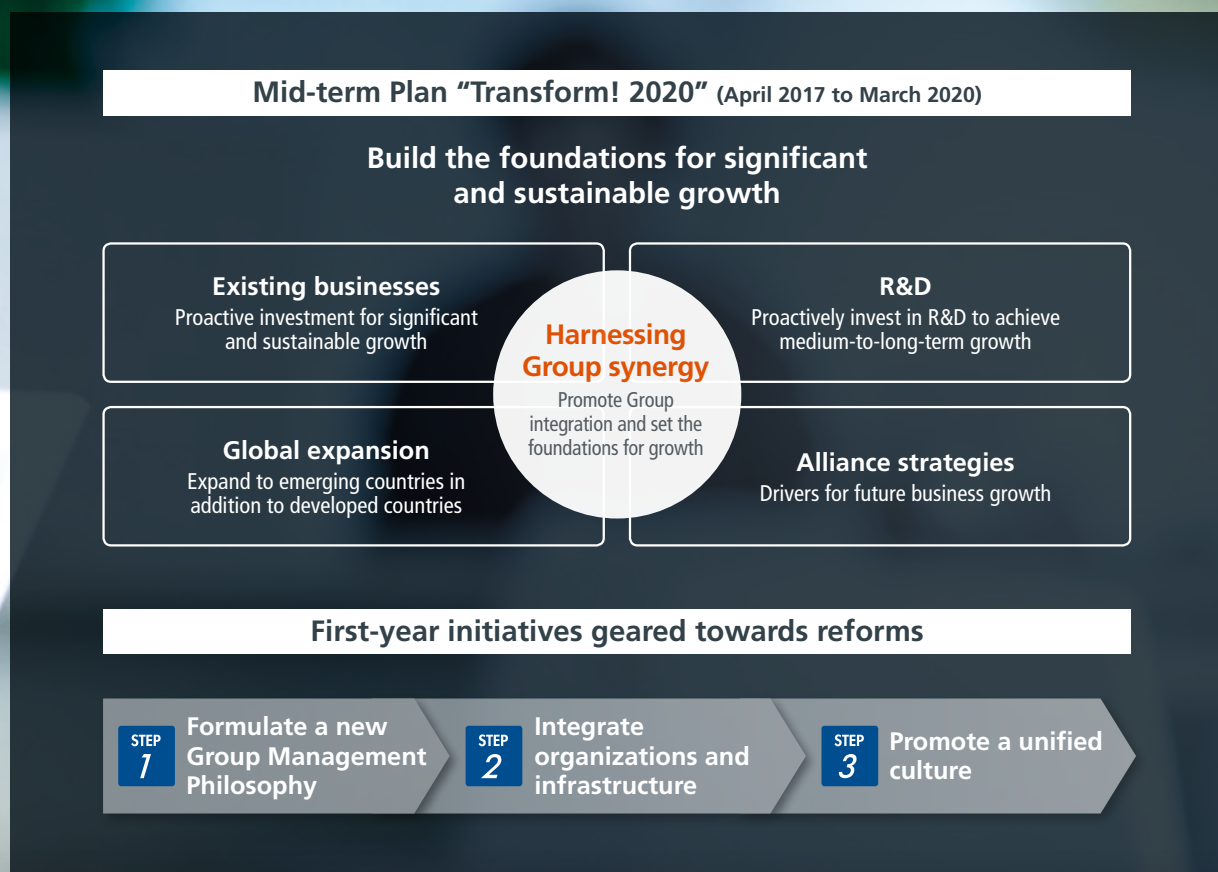 Mid-term Plan “Transform! 2020” (April 2017 to March 2020)
Build the foundations for significant
and sustainable growth
Existing businesses
Proactive investment for significant
and sustainable growth
R&D
Proactively invest in R&D to achieve
medium-to-long-term growth
Harnessing
Group synergy
Promote Group
integration and set the
foundations for growth
Global expansion
Expand to emerging countries in
addition to developed countries
Alliance strategies
Drivers for future business growth
First-year initiatives geared towards reforms
STEP
1
Formulate a new
Group Management
Philosophy
STEP
2
Integrate
organizations and
infrastructure
STEP
3
Promote a unified
culture